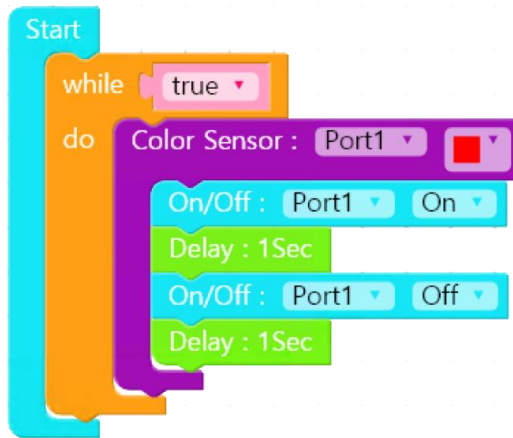 Start
while true
do Color Sensor : Port1
On/Off : Port1 On
Delay : 1Sec
On/Off : Port1 Off
Delay : 1Sec